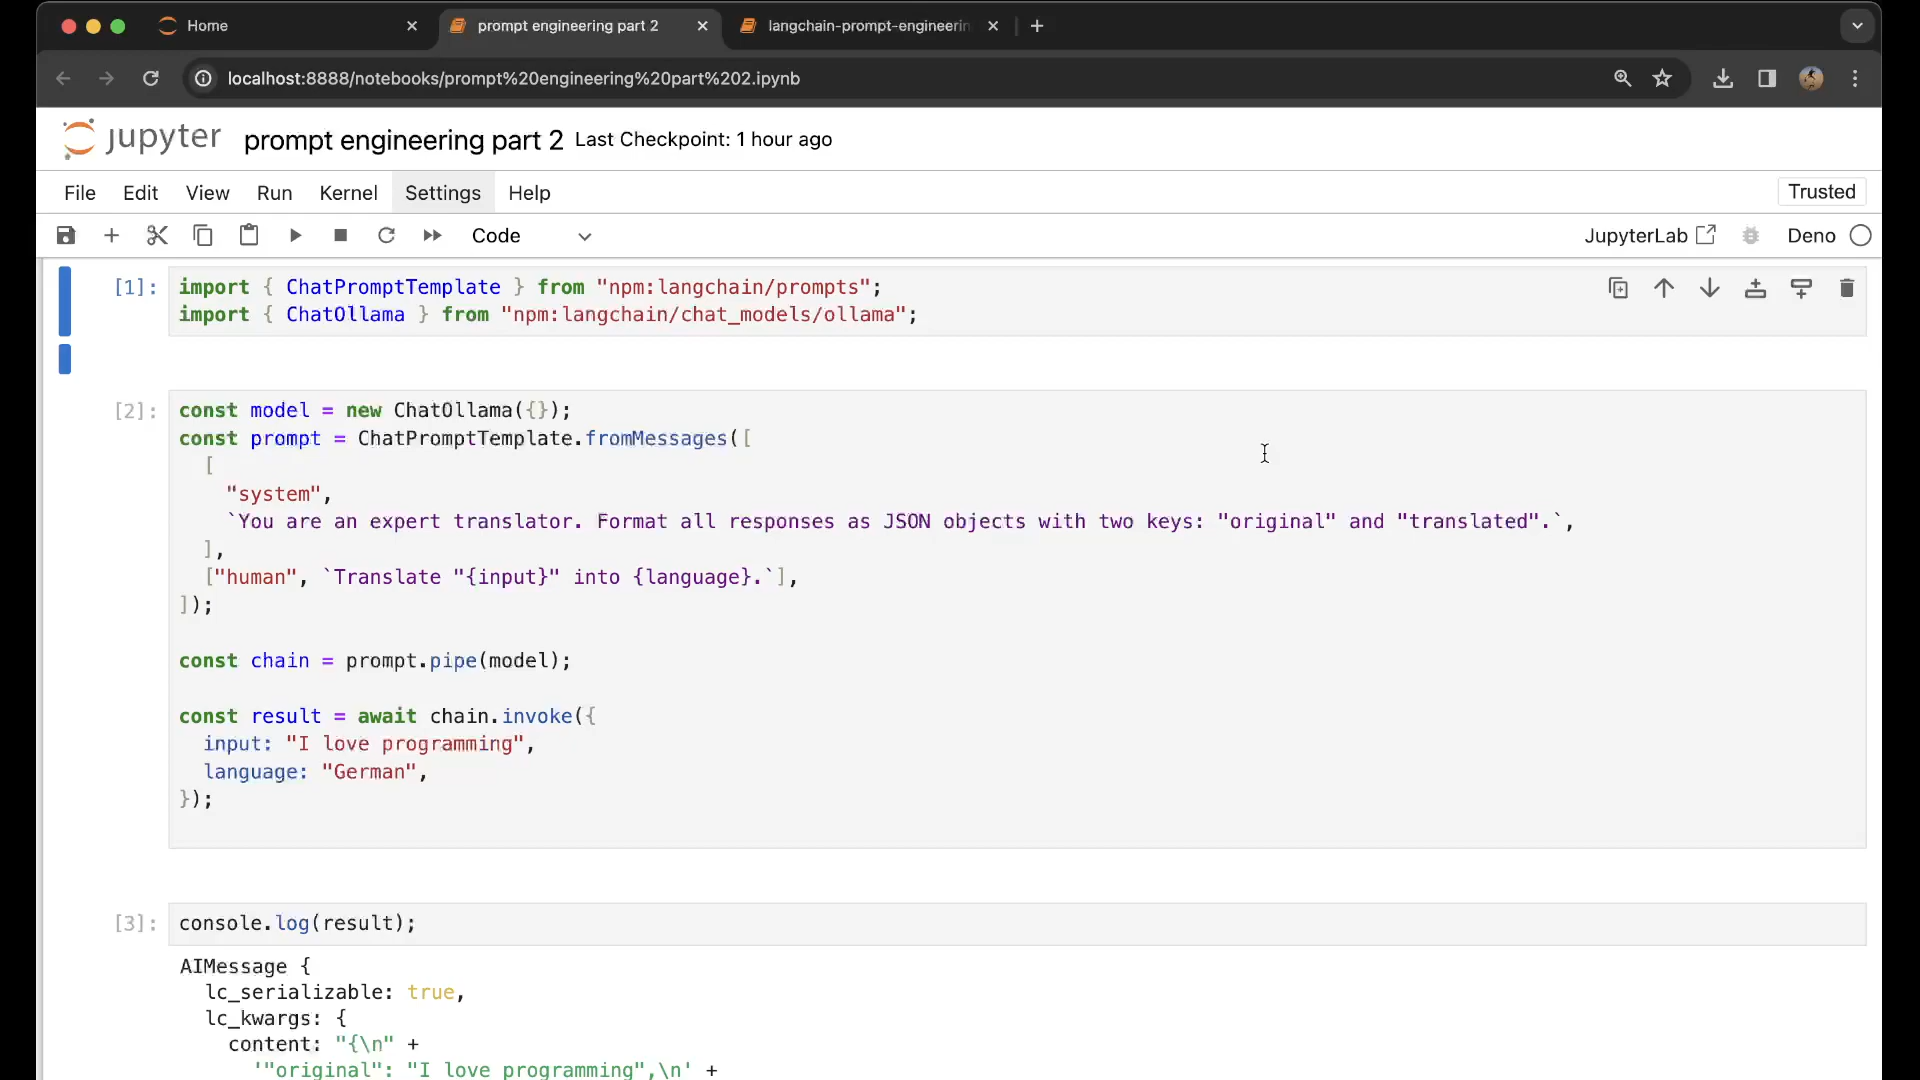 Home
prompt engineering part 2
langchain-prompt-engineerin
localhost:8888/notebooks/prompt%20engineering%20part%202.ipynb
jupyter prompt engineering part 2 Last Checkpoint: 1 hour ago
File Edit View Run Kernel Settings Help Trusted
Code JupyterLab Deno
[1]: import { ChatPromptTemplate } from "npm:langchain/prompts";
import { ChatOllama } from "npm:langchain/chat_models/ollama";
[2]: const model = new ChatOllama({});
const prompt = ChatPromptTemplate.fromMessages([
[
"system",
`You are an expert translator. Format all responses as JSON objects with two keys: "original" and "translated".`,
],
["human", `Translate "{input}" into {language}.`],
]);
const chain = prompt.pipe(model);
const result = await chain.invoke({
input: "I love programming",
language: "German",
});
[3]: console.log(result);
AIMessage {
lc_serializable: true,
lc_kwargs: {
content: "{\n" +
'"original": "I love programming",\n' +